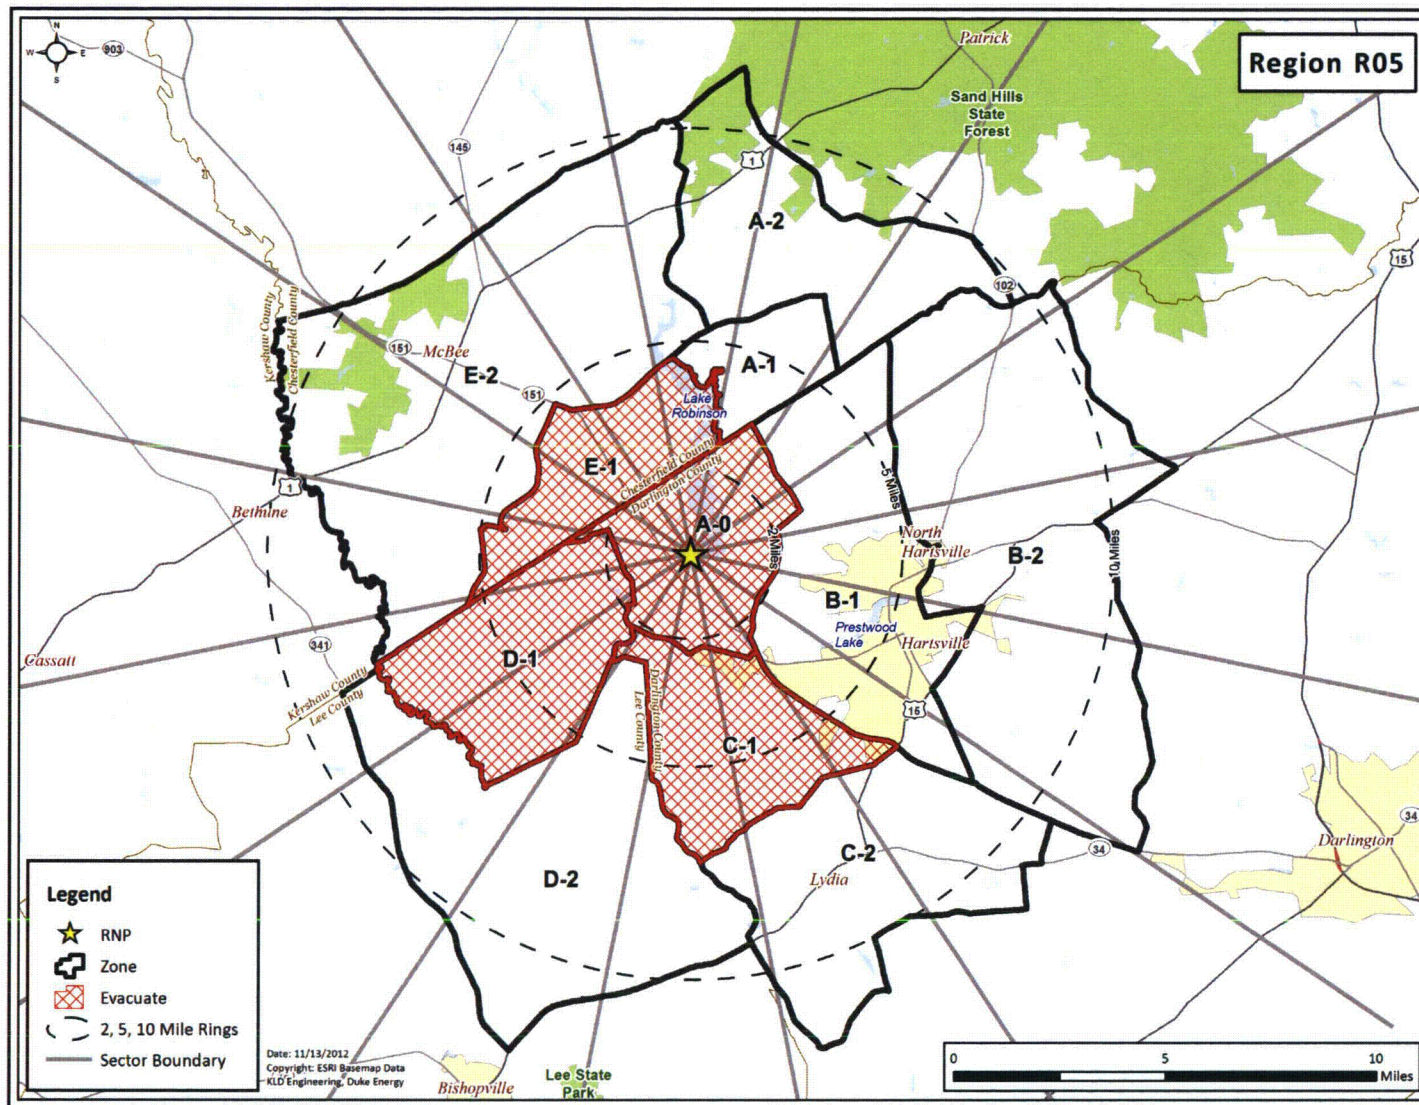 N
W E
S
903
Patrick
Region R05
Sand Hills
State
Forest
145
1
A-2
15
102
Kershaw County
Chesterfield County
151
McBee
E-2
151
A-1
Lake
Robinson
E-1
Chesterfield County
Darlington County
5 Miles
1
Bethune
A-0
2 Miles
North
Hartsville
B-2
10 Miles
B-1
Prestwood
Lake
Hartsville
341
Cassatt
D-1
Kershaw County
Lee County
Darlington County
Lee County
15
C-1
34
Darlington
34
C-2
Lydia
D-2
Legend
RNP
Zone
Evacuate
2, 5, 10 Mile Rings
Sector Boundary
Date: 11/13/2012
Copyright: ESRI Basemap Data
KLD Engineering, Duke Energy
Bishopville
Lee State
Park
0 5 10
Miles